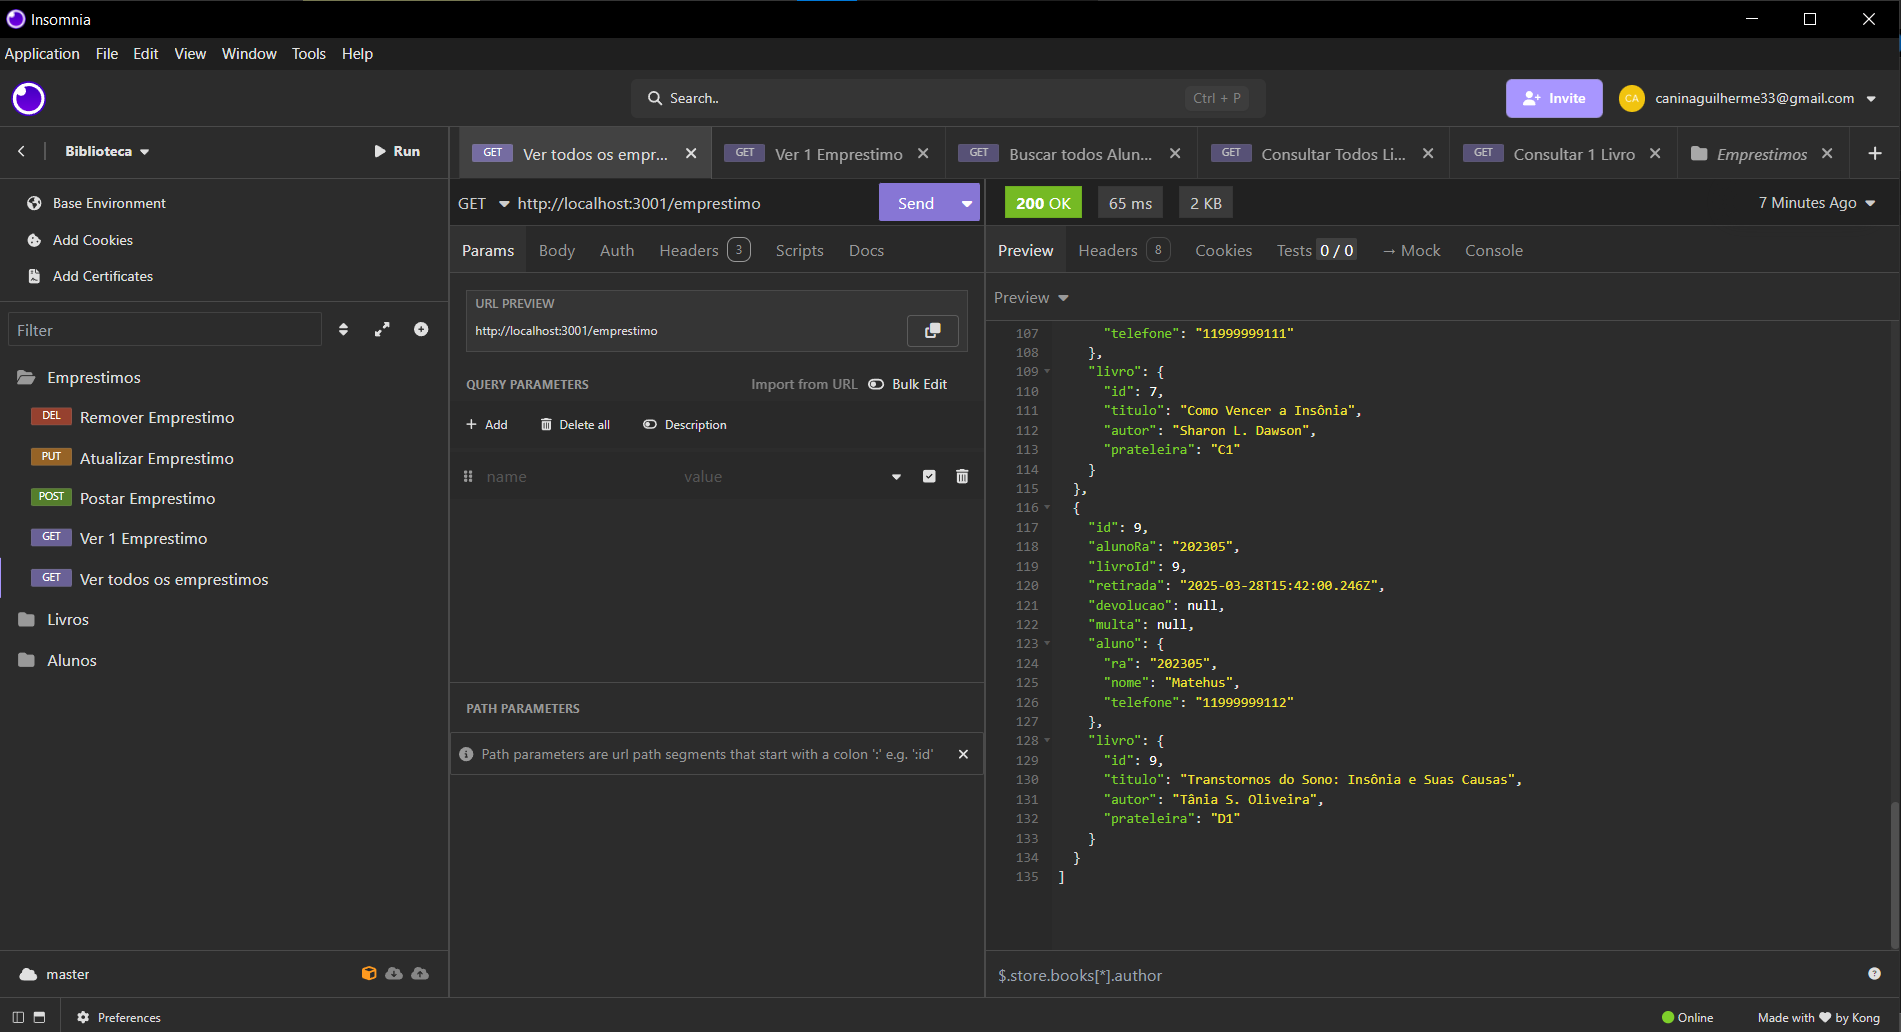 Insomnia
Application File Edit View Window Tools Help
Search.. Ctrl + P
Invite
CA caninaguilherme33@gmail.com
Biblioteca
Run
GET Ver todos os empr...
GET Ver 1 Emprestimo
GET Buscar todos Alun...
GET Consultar Todos Li...
GET Consultar 1 Livro
Emprestimos
Base Environment
Add Cookies
Add Certificates
Filter
Emprestimos
DEL Remover Emprestimo
PUT Atualizar Emprestimo
POST Postar Emprestimo
GET Ver 1 Emprestimo
GET Ver todos os emprestimos
Livros
Alunos
master
Preferences
GET http://localhost:3001/emprestimo Send
Params Body Auth Headers 3 Scripts Docs
URL PREVIEW
http://localhost:3001/emprestimo
QUERY PARAMETERS Import from URL Bulk Edit
Add Delete all Description
name value
PATH PARAMETERS
Path parameters are url path segments that start with a colon ':' e.g. ':id'
200 OK 65 ms 2 KB 7 Minutes Ago
Preview Headers 8 Cookies Tests 0 / 0 → Mock Console
Preview
107 "telefone": "11999999111"
108 },
109 "livro": {
110 "id": 7,
111 "titulo": "Como Vencer a Insônia",
112 "autor": "Sharon L. Dawson",
113 "prateleira": "C1"
114 }
115 },
116 {
117 "id": 9,
118 "alunoRa": "202305",
119 "livroId": 9,
120 "retirada": "2025-03-28T15:42:00.246Z",
121 "devolucao": null,
122 "multa": null,
123 "aluno": {
124 "ra": "202305",
125 "nome": "Matehus",
126 "telefone": "11999999112"
127 },
128 "livro": {
129 "id": 9,
130 "titulo": "Transtornos do Sono: Insônia e Suas Causas",
131 "autor": "Tânia S. Oliveira",
132 "prateleira": "D1"
133 }
134 }
135 ]
$.store.books[*].author
Online
Made with ❤ by Kong